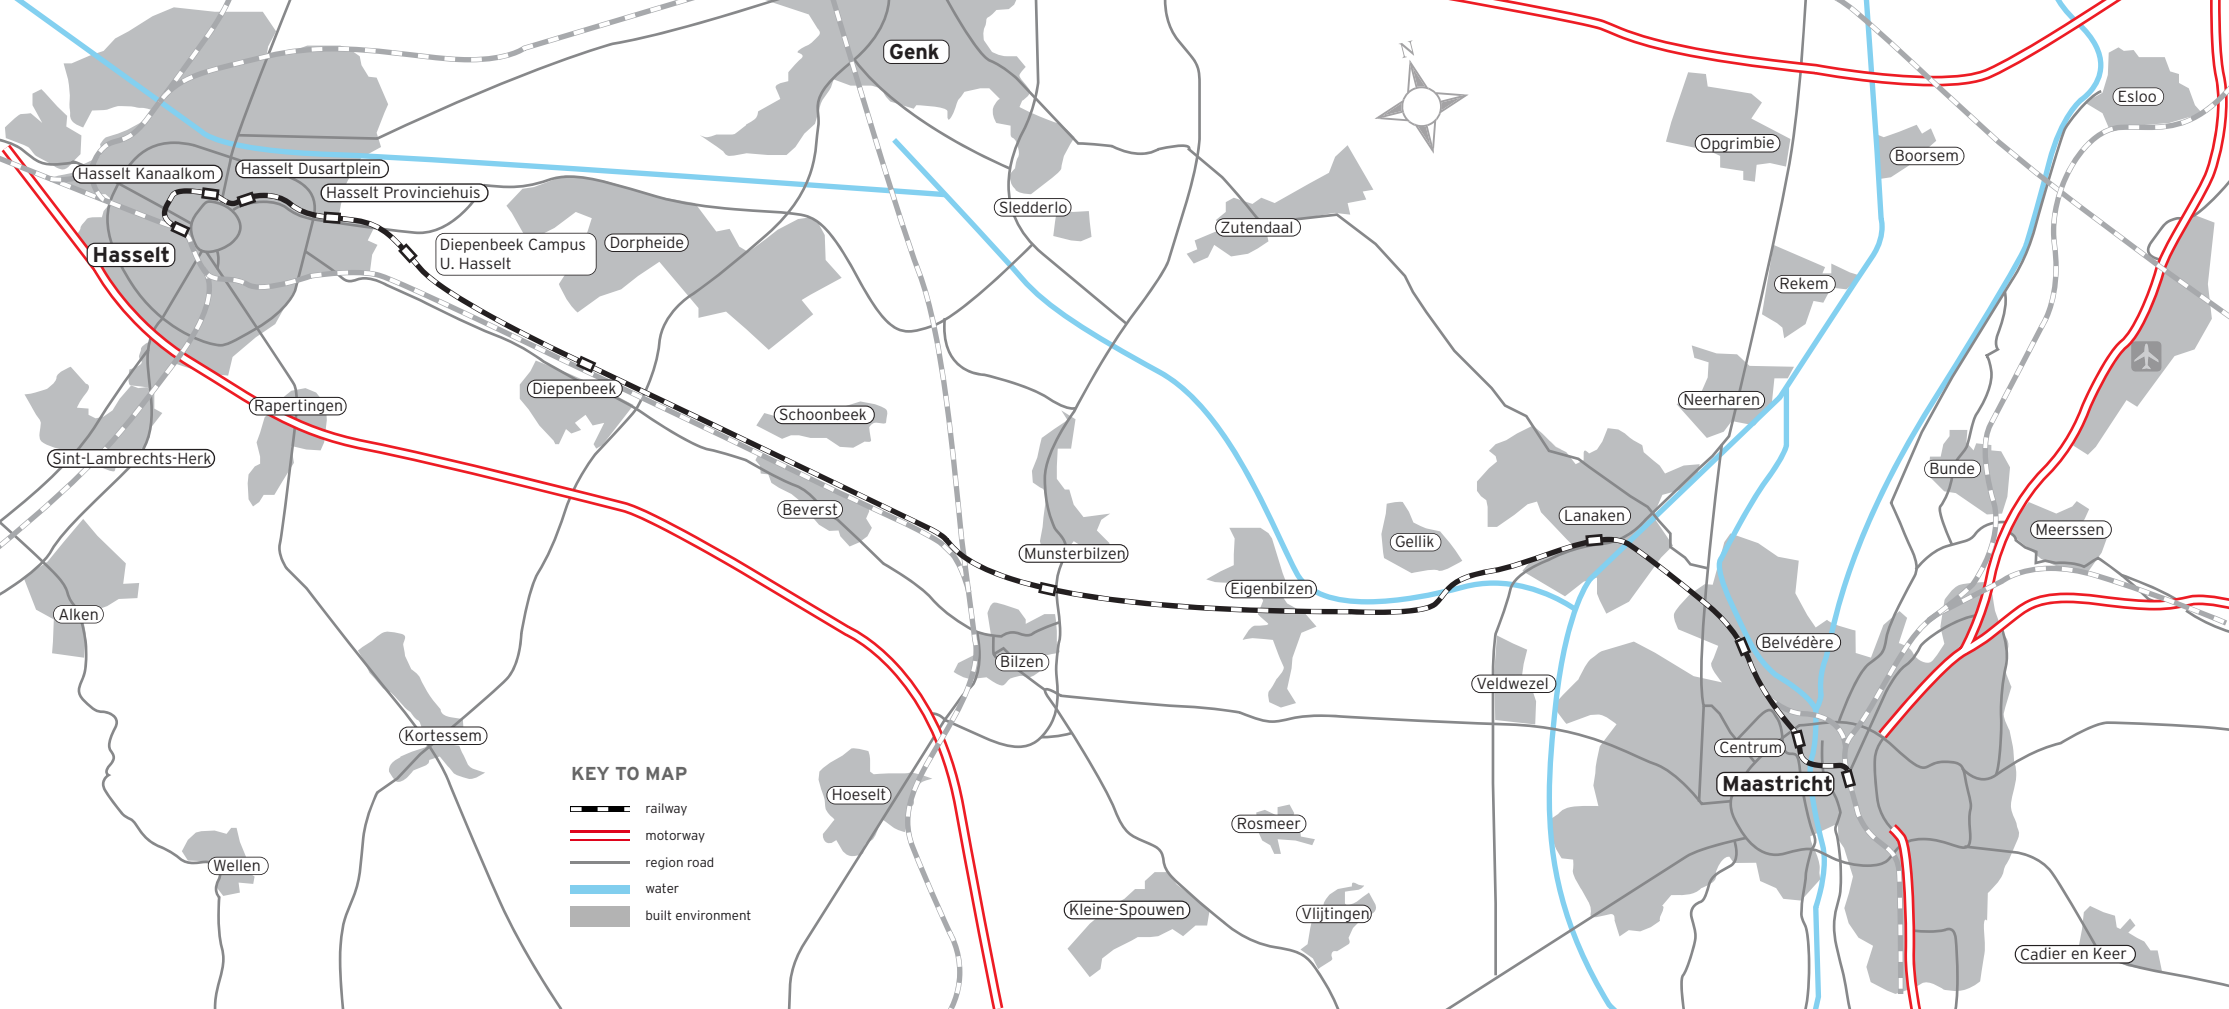 Genk
N
Esloo
Opgrimbie
Boorsem
Hasselt Kanaalkom
Hasselt Dusartplein
Hasselt Provinciehuis
Sledderlo
Zutendaal
Hasselt
Diepenbeek Campus
U. Hasselt
Dorpheide
Rekem
Diepenbeek
Neerharen
Rapertingen
Schoonbeek
Sint-Lambrechts-Herk
Bunde
Beverst
Lanaken
Meerssen
Munsterbilzen
Gellik
Eigenbilzen
Alken
Belvédère
Bilzen
Veldwezel
Kortessem
Centrum
Maastricht
Hoeselt
Rosmeer
Wellen
Kleine-Spouwen
Vlijtingen
Cadier en Keer
KEY TO MAP
railway
motorway
region road
water
built environment